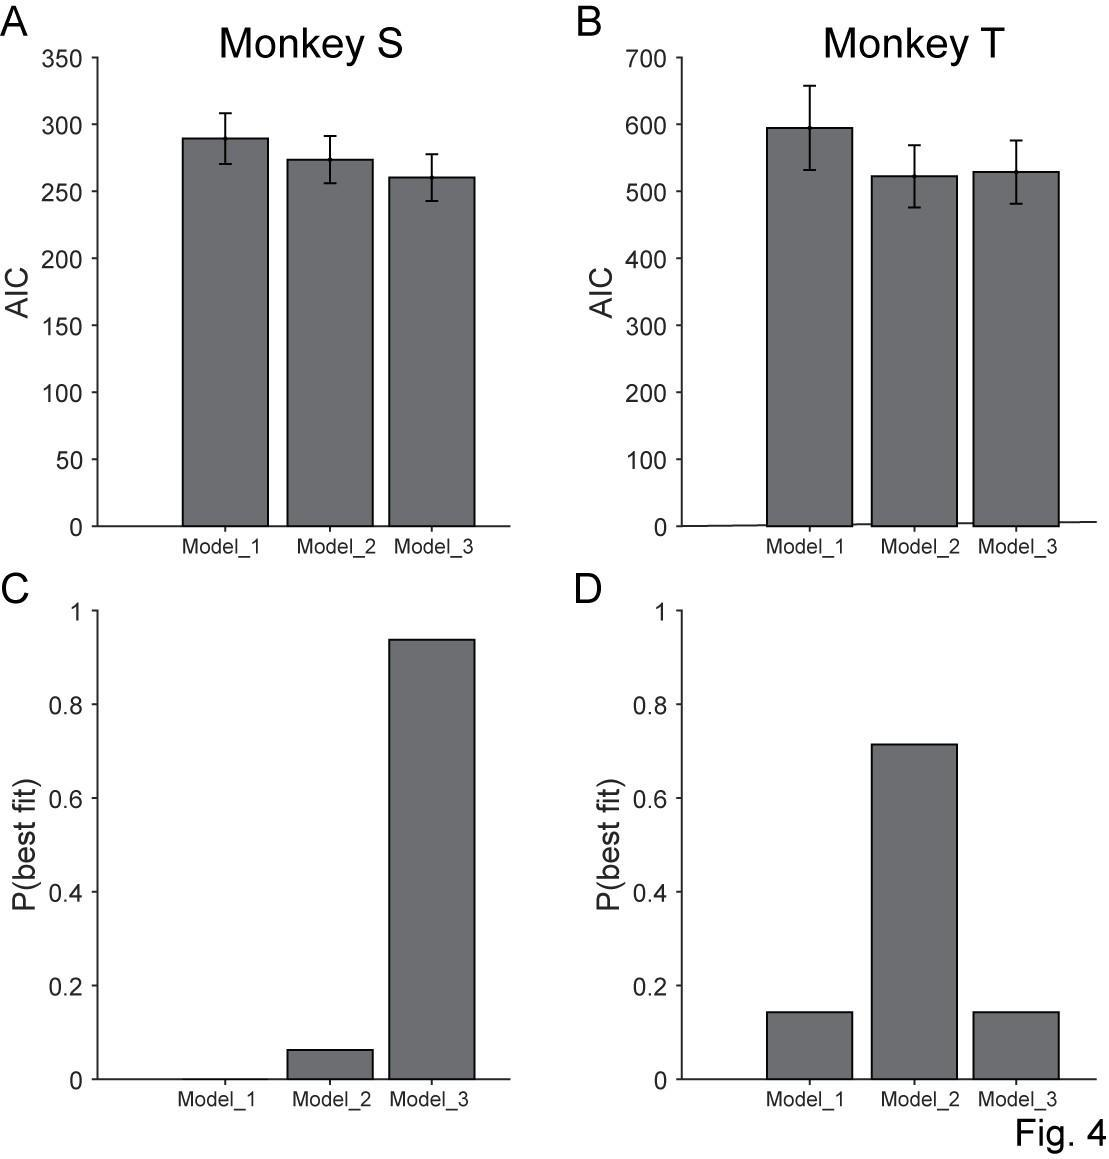 A
Monkey S
350
300
250
200
150
100
50
0
AIC
Model_1 Model_2 Model_3
B
Monkey T
700
600
500
400
300
200
100
0
AIC
Model_1 Model_2 Model_3
C
1
0.8
0.6
0.4
0.2
0
P(best fit)
Model_1 Model_2 Model_3
D
1
0.8
0.6
0.4
0.2
0
P(best fit)
Model_1 Model_2 Model_3
Fig. 4